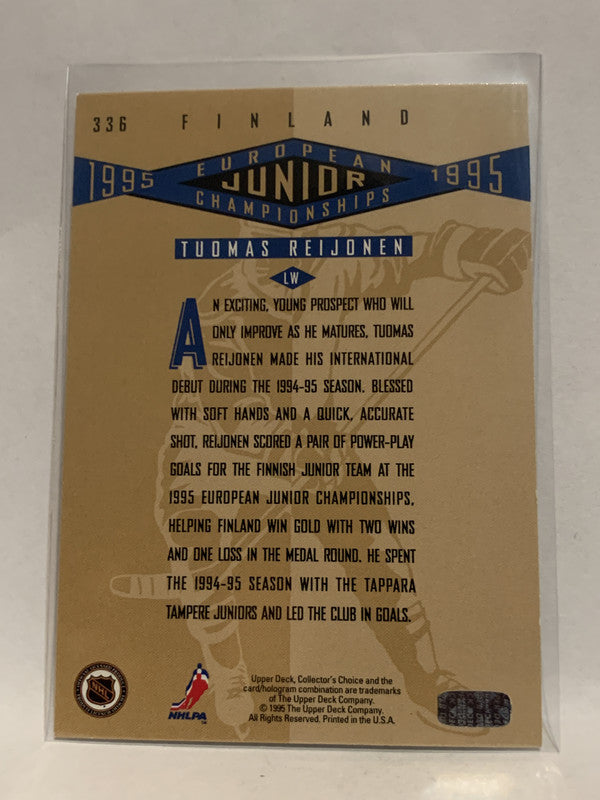 336 FINLAND
1995 EUROPEAN JUNIOR CHAMPIONSHIPS 1995
TUOMAS REIJONEN
LW
AN EXCITING, YOUNG PROSPECT WHO WILL
ONLY IMPROVE AS HE MATURES, TUOMAS
REIJONEN MADE HIS INTERNATIONAL
DEBUT DURING THE 1994-95 SEASON. BLESSED
WITH SOFT HANDS AND A QUICK, ACCURATE
SHOT, REIJONEN SCORED A PAIR OF POWER-PLAY
GOALS FOR THE FINNISH JUNIOR TEAM AT THE
1995 EUROPEAN JUNIOR CHAMPIONSHIPS,
HELPING FINLAND WIN GOLD WITH TWO WINS
AND ONE LOSS IN THE MEDAL ROUND. HE SPENT
THE 1994-95 SEASON WITH THE TAPPARA
TAMPERE JUNIORS AND LED THE CLUB IN GOALS.
NHL
NHLPA
Upper Deck, Collector's Choice and the
card/hologram combination are trademarks
of The Upper Deck Company.
© 1995 The Upper Deck Company.
All Rights Reserved. Printed in the U.S.A.